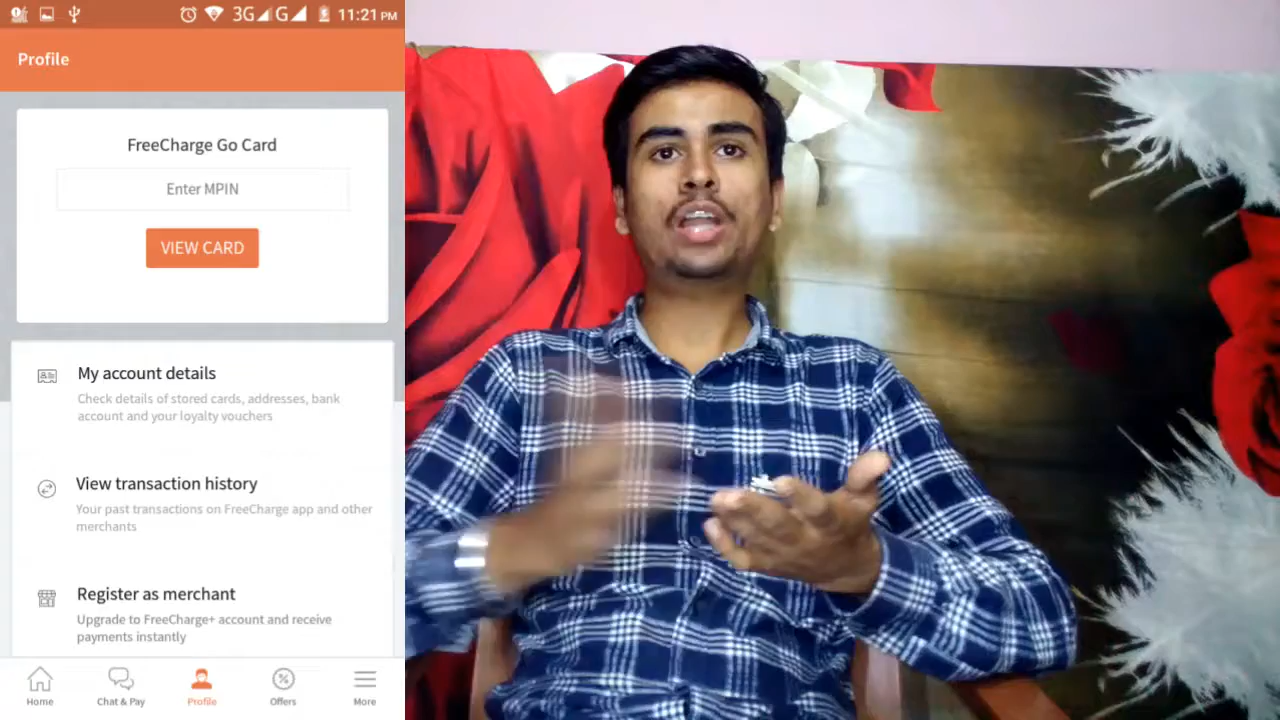 3G G 11:21 PM
Profile
FreeCharge Go Card
Enter MPIN
VIEW CARD
My account details
Check details of stored cards, addresses, bank
account and your loyalty vouchers
View transaction history
Your past transactions on FreeCharge app and other
merchants
Register as merchant
Upgrade to FreeCharge+ account and receive
payments instantly
Home Chat & Pay Profile Offers More